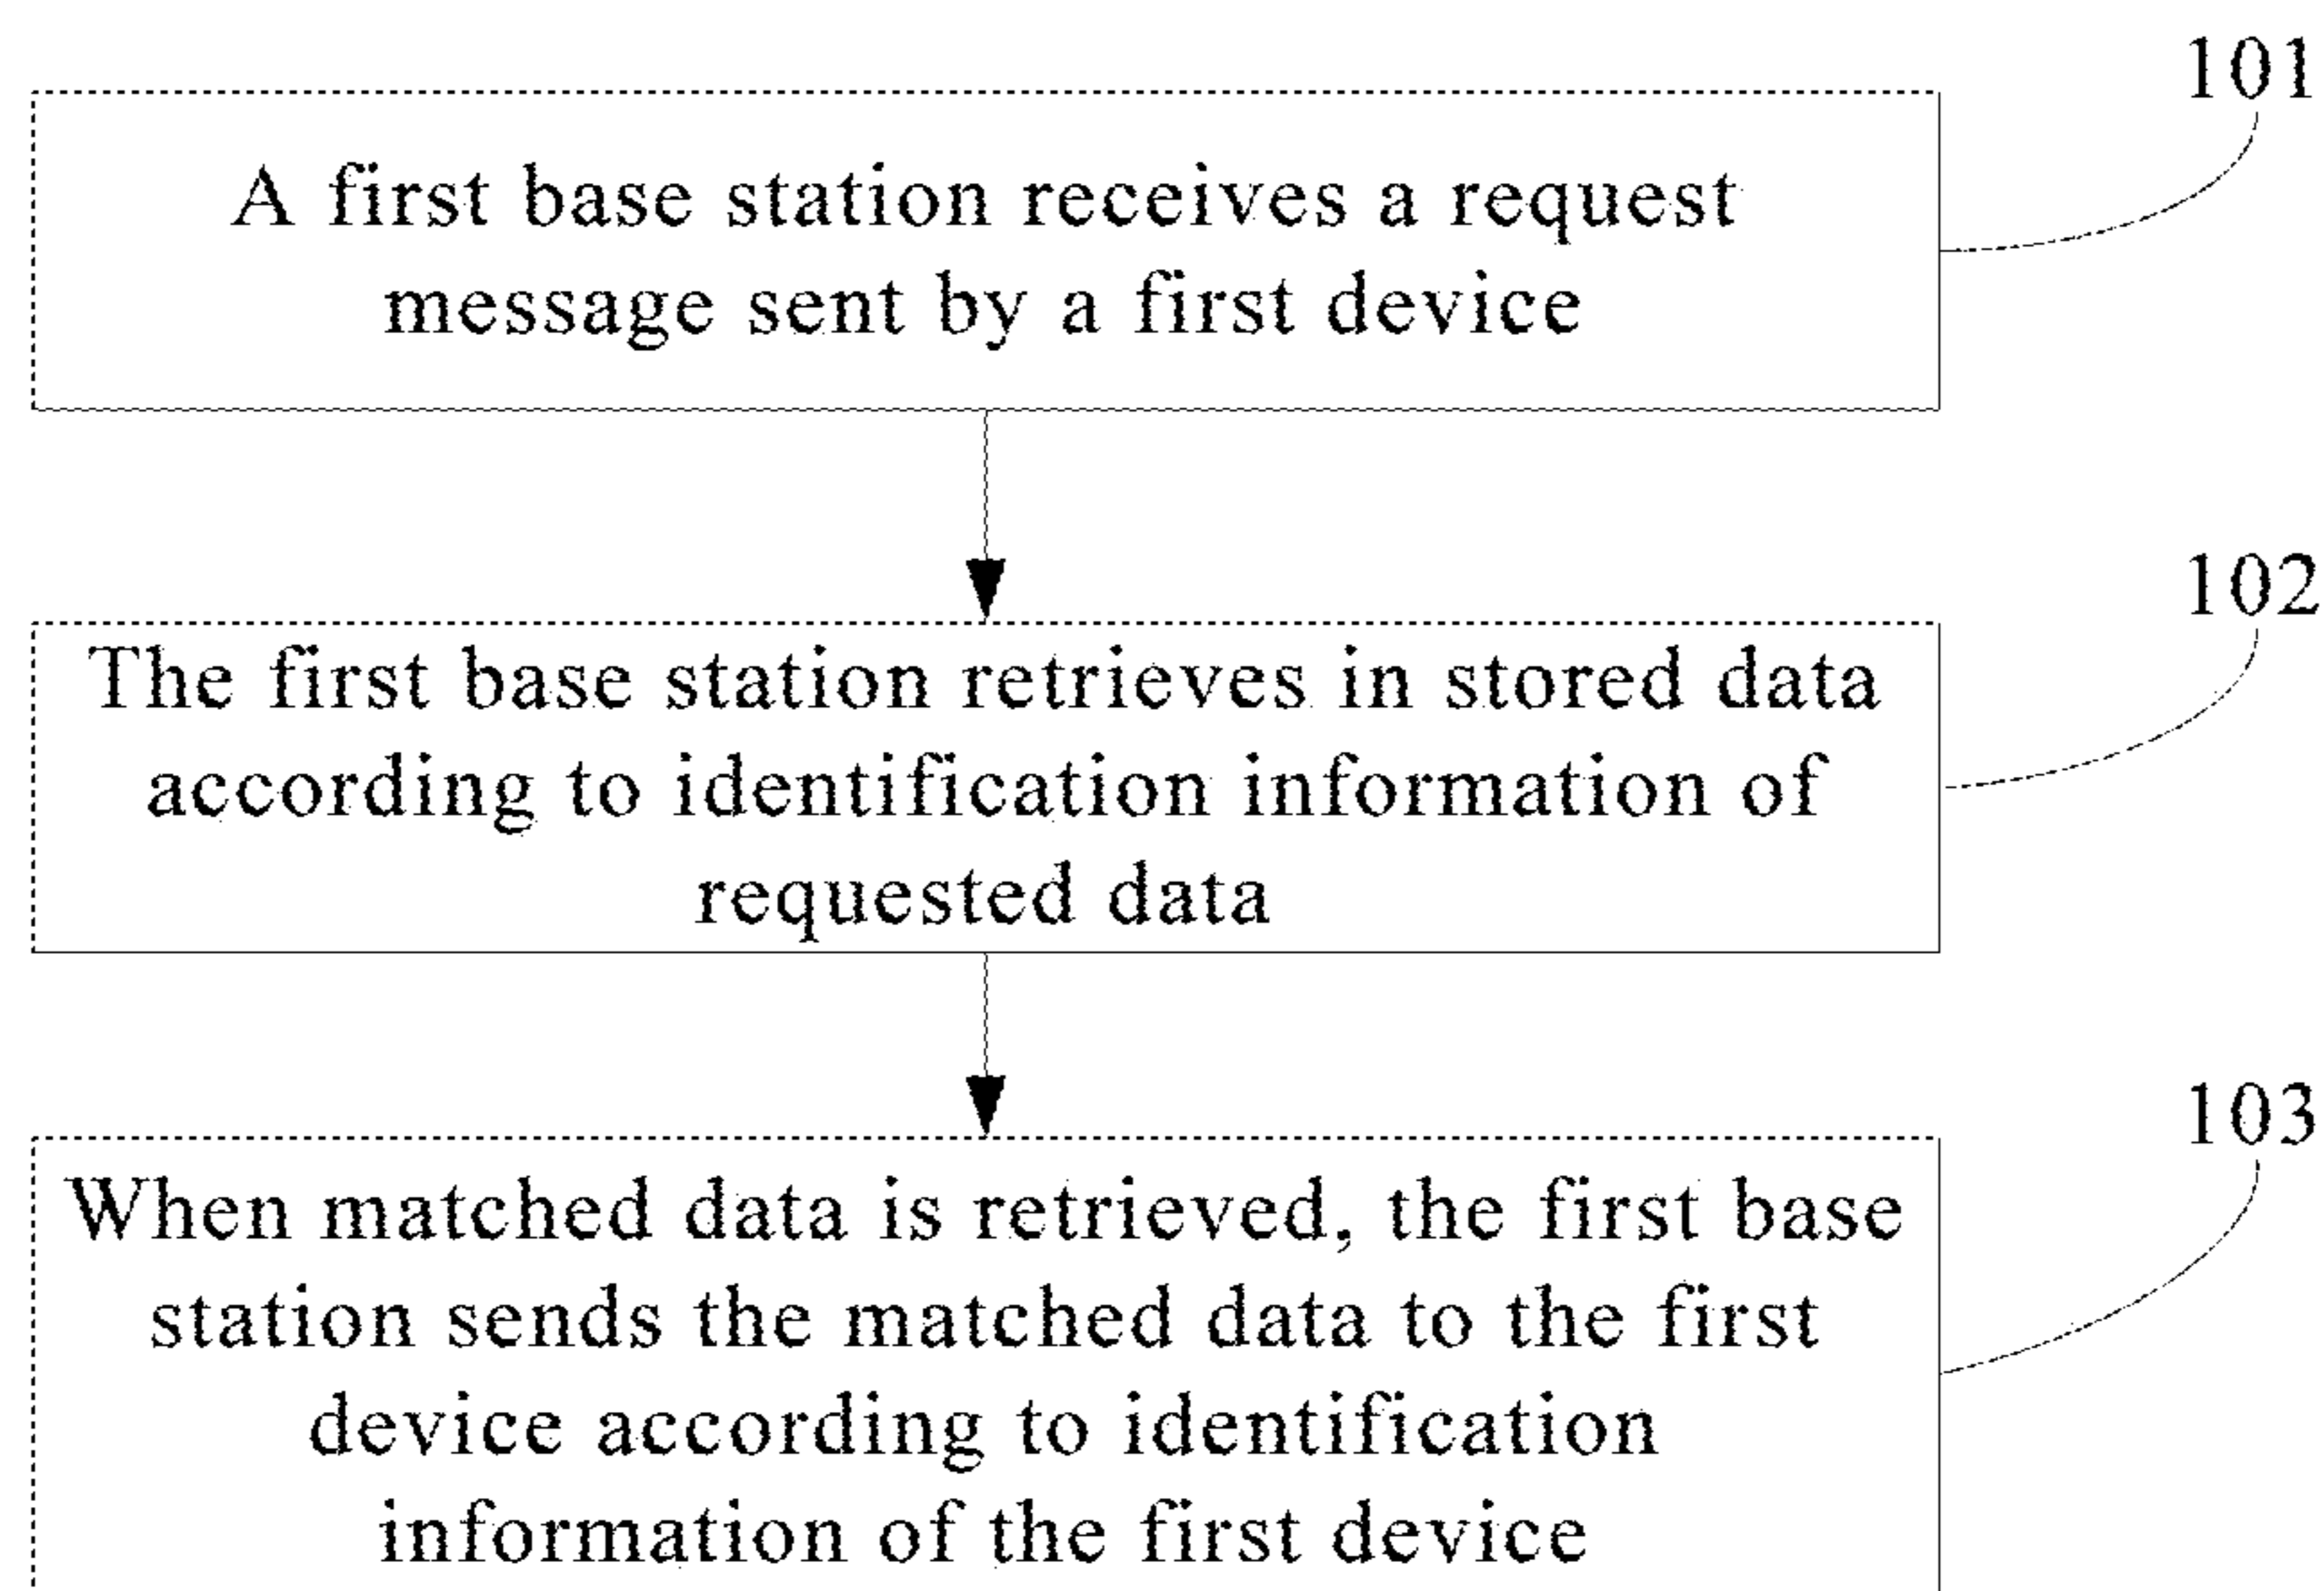 101
A first base station receives a request
message sent by a first device
102
The first base station retrieves in stored data
according to identification information of
requested data
103
When matched data is retrieved, the first base
station sends the matched data to the first
device according to identification
information of the first device